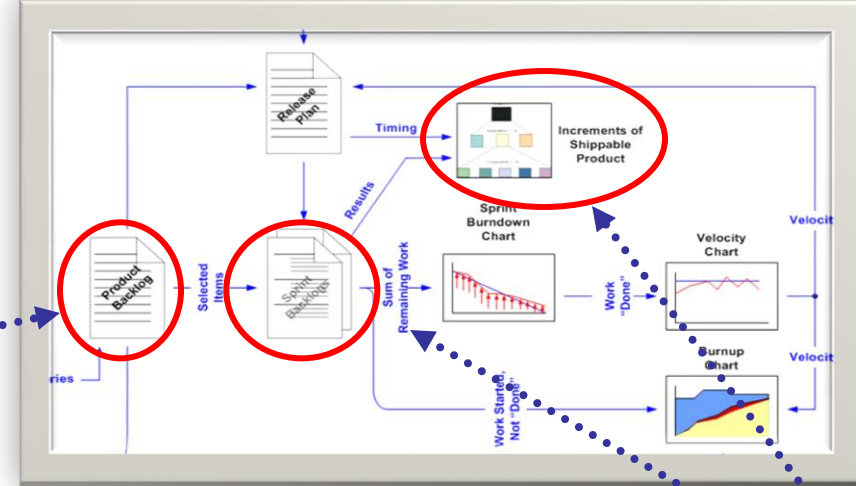 Release
Plan
Timing
Increments of
Shippable
Product
Results
Sprint
Burndown
Chart
Velocit
Velocity
Chart
Product
Backlog
Selected
Items
Sprint
Backlogs
Sum of
Remaining Work
Work
"Done"
Burnup
Chart
Velocit
ries
Work Started,
Not "Done"